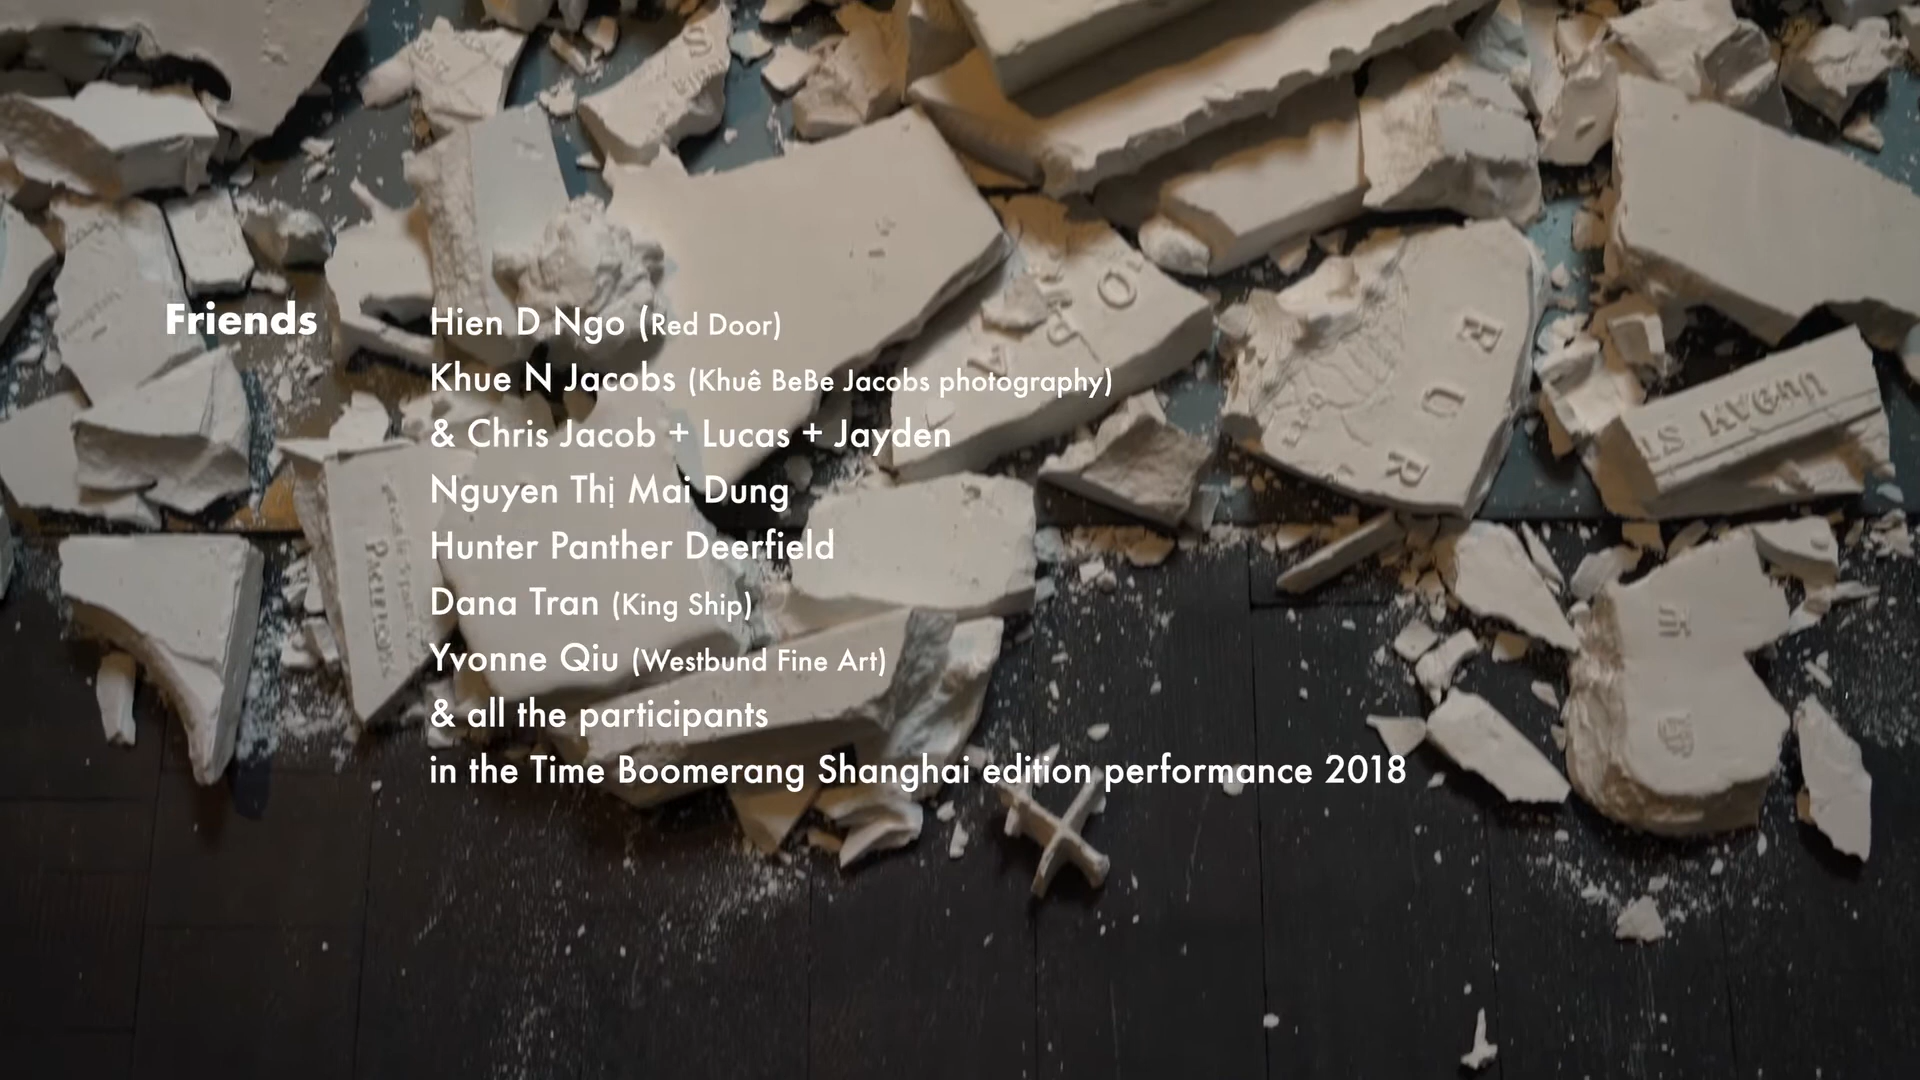 Friends
Hien D Ngo (Red Door)
Khue N Jacobs (Khuê BeBe Jacobs photography)
& Chris Jacob + Lucas + Jayden
Nguyen Thị Mai Dung
Hunter Panther Deerfield
Dana Tran (King Ship)
Yvonne Qiu (Westbund Fine Art)
& all the participants
in the Time Boomerang Shanghai edition performance 2018
E U R